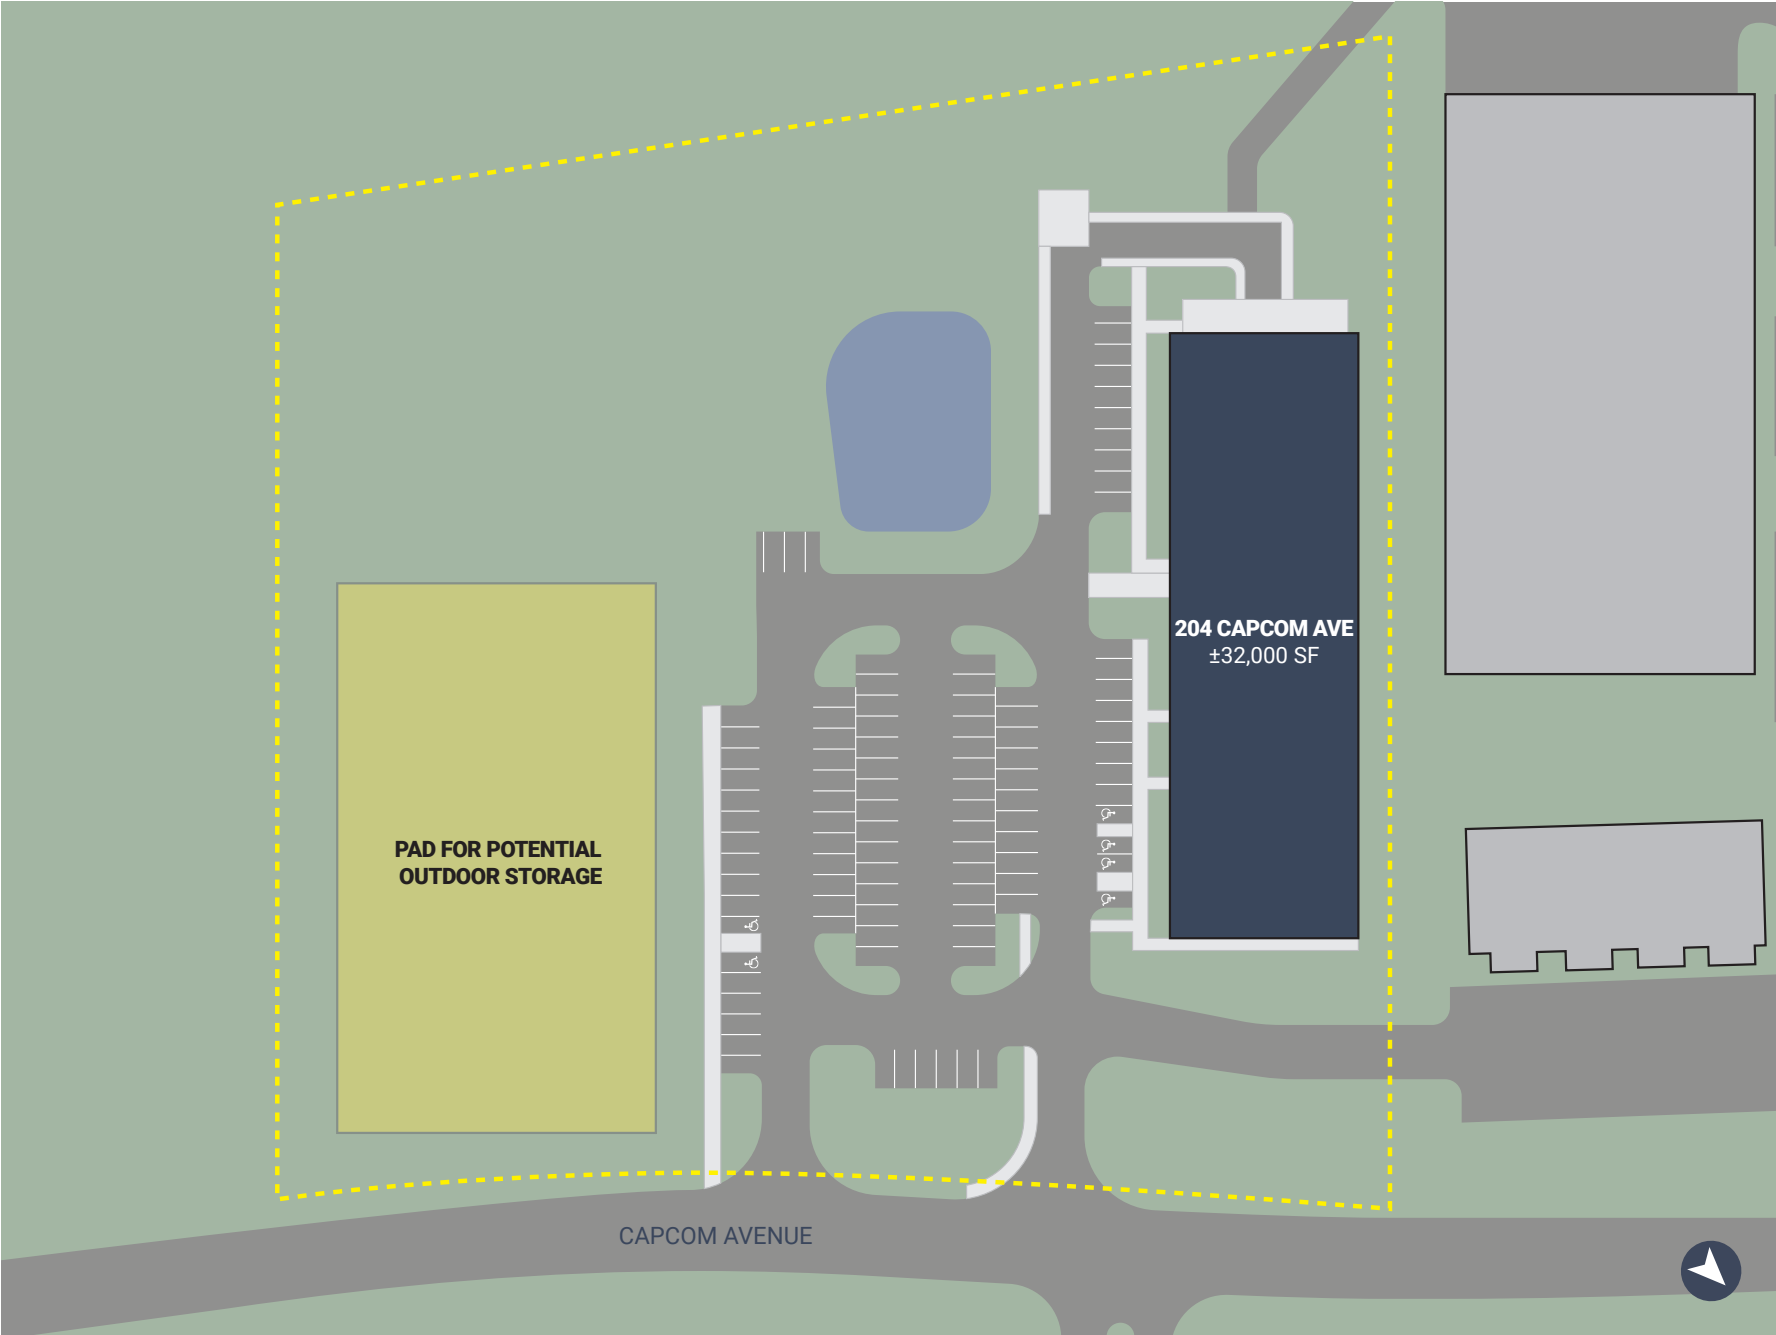 204 CAPCOM AVE
±32,000 SF
PAD FOR POTENTIAL
OUTDOOR STORAGE
CAPCOM AVENUE